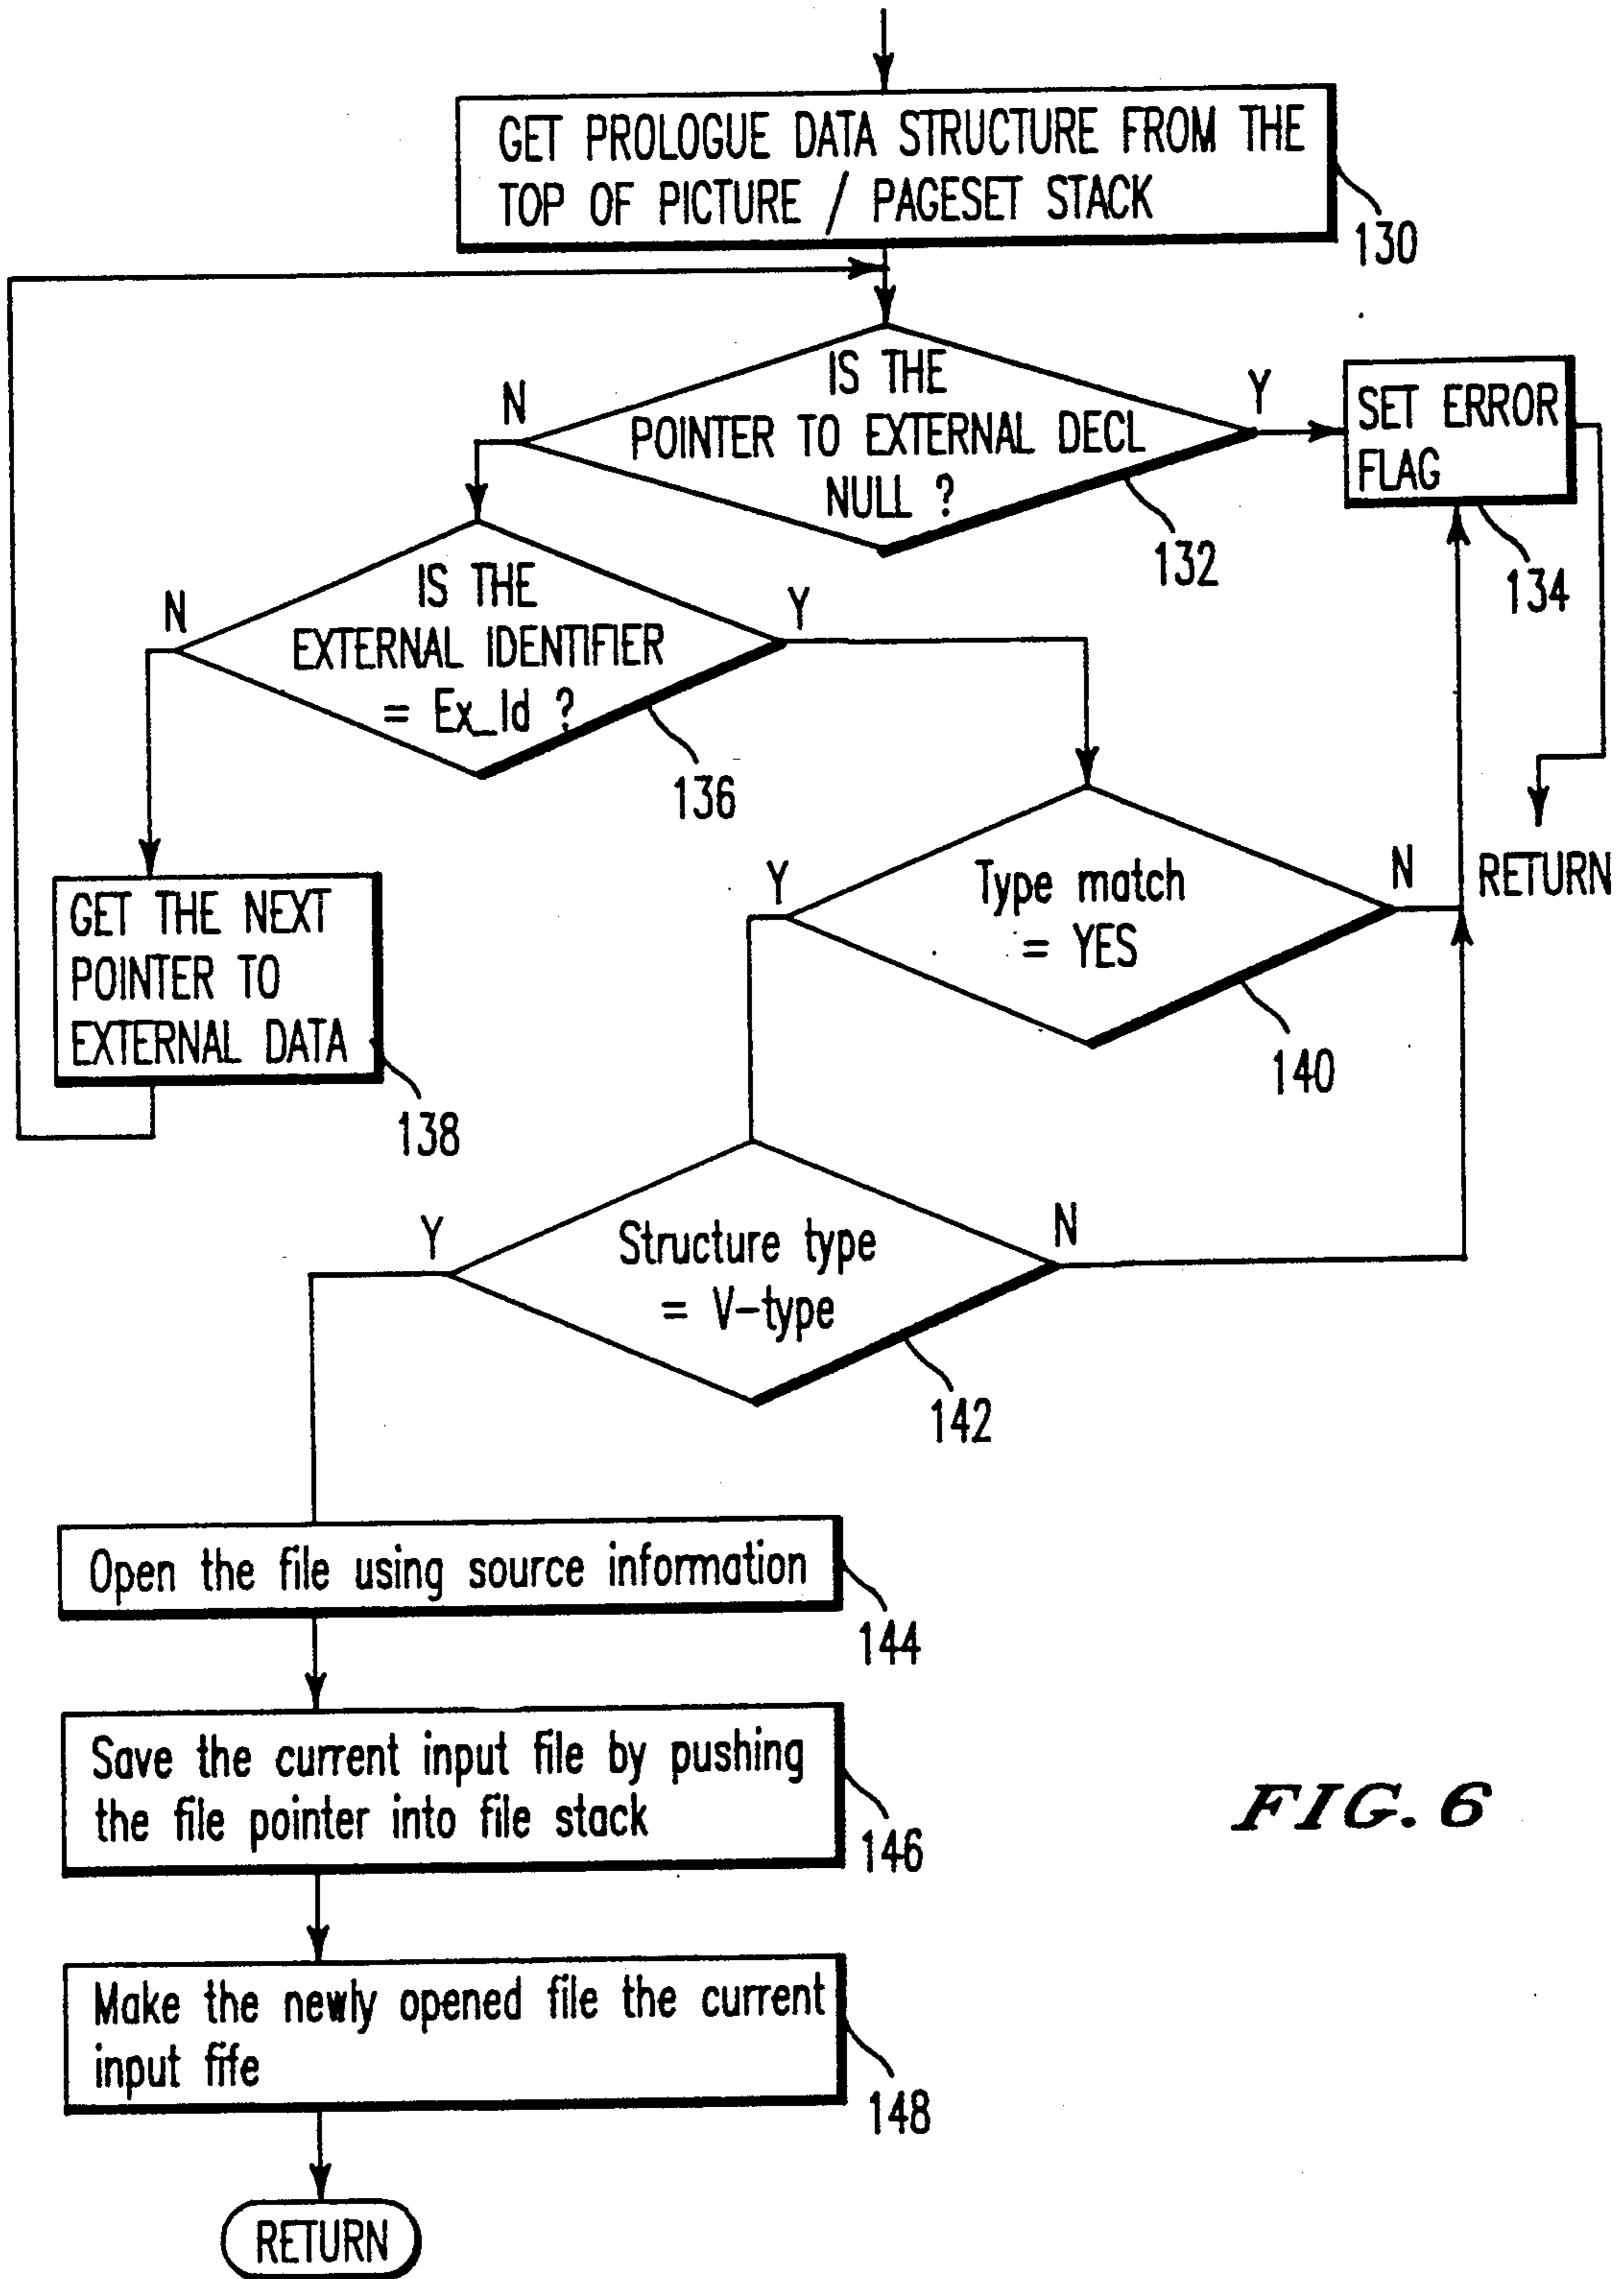 GET PROLOGUE DATA STRUCTURE FROM THE
TOP OF PICTURE / PAGESET STACK
130
IS THE
POINTER TO EXTERNAL DECL
NULL ?
N
Y
132
SET ERROR
FLAG
134
RETURN
IS THE
EXTERNAL IDENTIFIER
= Ex_Id ?
N
Y
136
GET THE NEXT
POINTER TO
EXTERNAL DATA
138
Type match
= YES
Y
N
140
Structure type
= V-type
Y
N
142
Open the file using source information
144
Save the current input file by pushing
the file pointer into file stack
146
Make the newly opened file the current
input fife
148
RETURN
FIG. 6